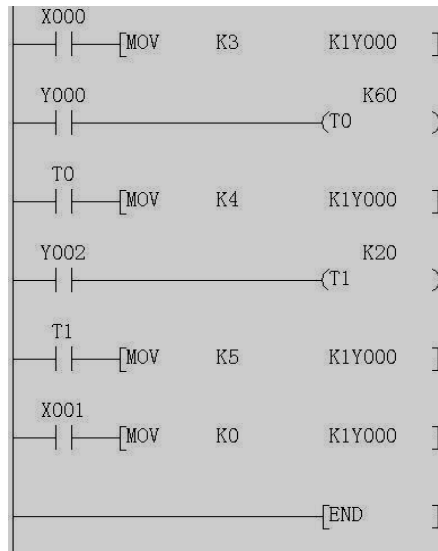 X000
[MOV K3 K1Y000 ]
Y000 K60
(T0 )
T0
[MOV K4 K1Y000 ]
Y002 K20
(T1 )
T1
[MOV K5 K1Y000 ]
X001
[MOV K0 K1Y000 ]
[END ]